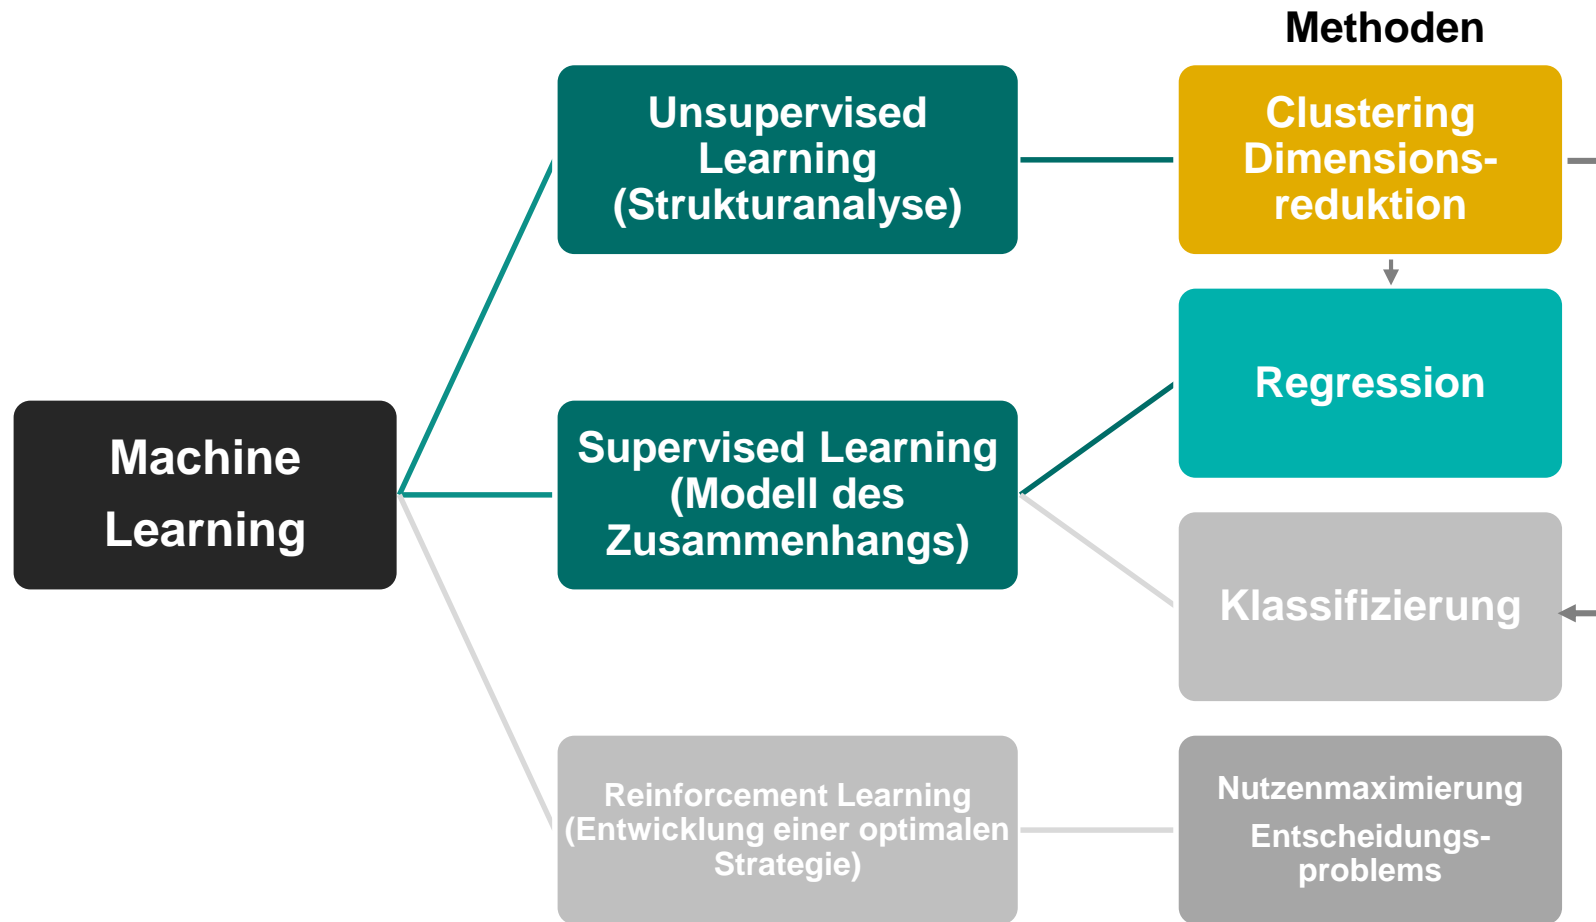 Methoden
Unsupervised
Learning
(Strukturanalyse)
Clustering
Dimensions-
reduktion
Regression
Machine
Learning
Supervised Learning
(Modell des
Zusammenhangs)
Klassifizierung
Reinforcement Learning
(Entwicklung einer optimalen
Strategie)
Nutzenmaximierung
Entscheidungs-
problems